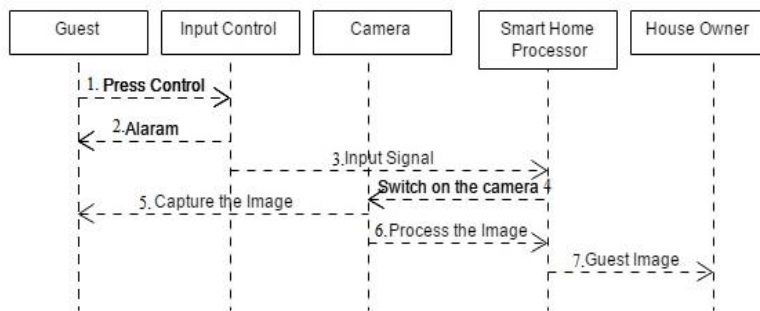 Guest
Input Control
Camera
Smart Home
Processor
House Owner
1. Press Control
2.Alaram
3.Input Signal
Switch on the camera 4
5. Capture the Image
6.Process the Image
7.Guest Image